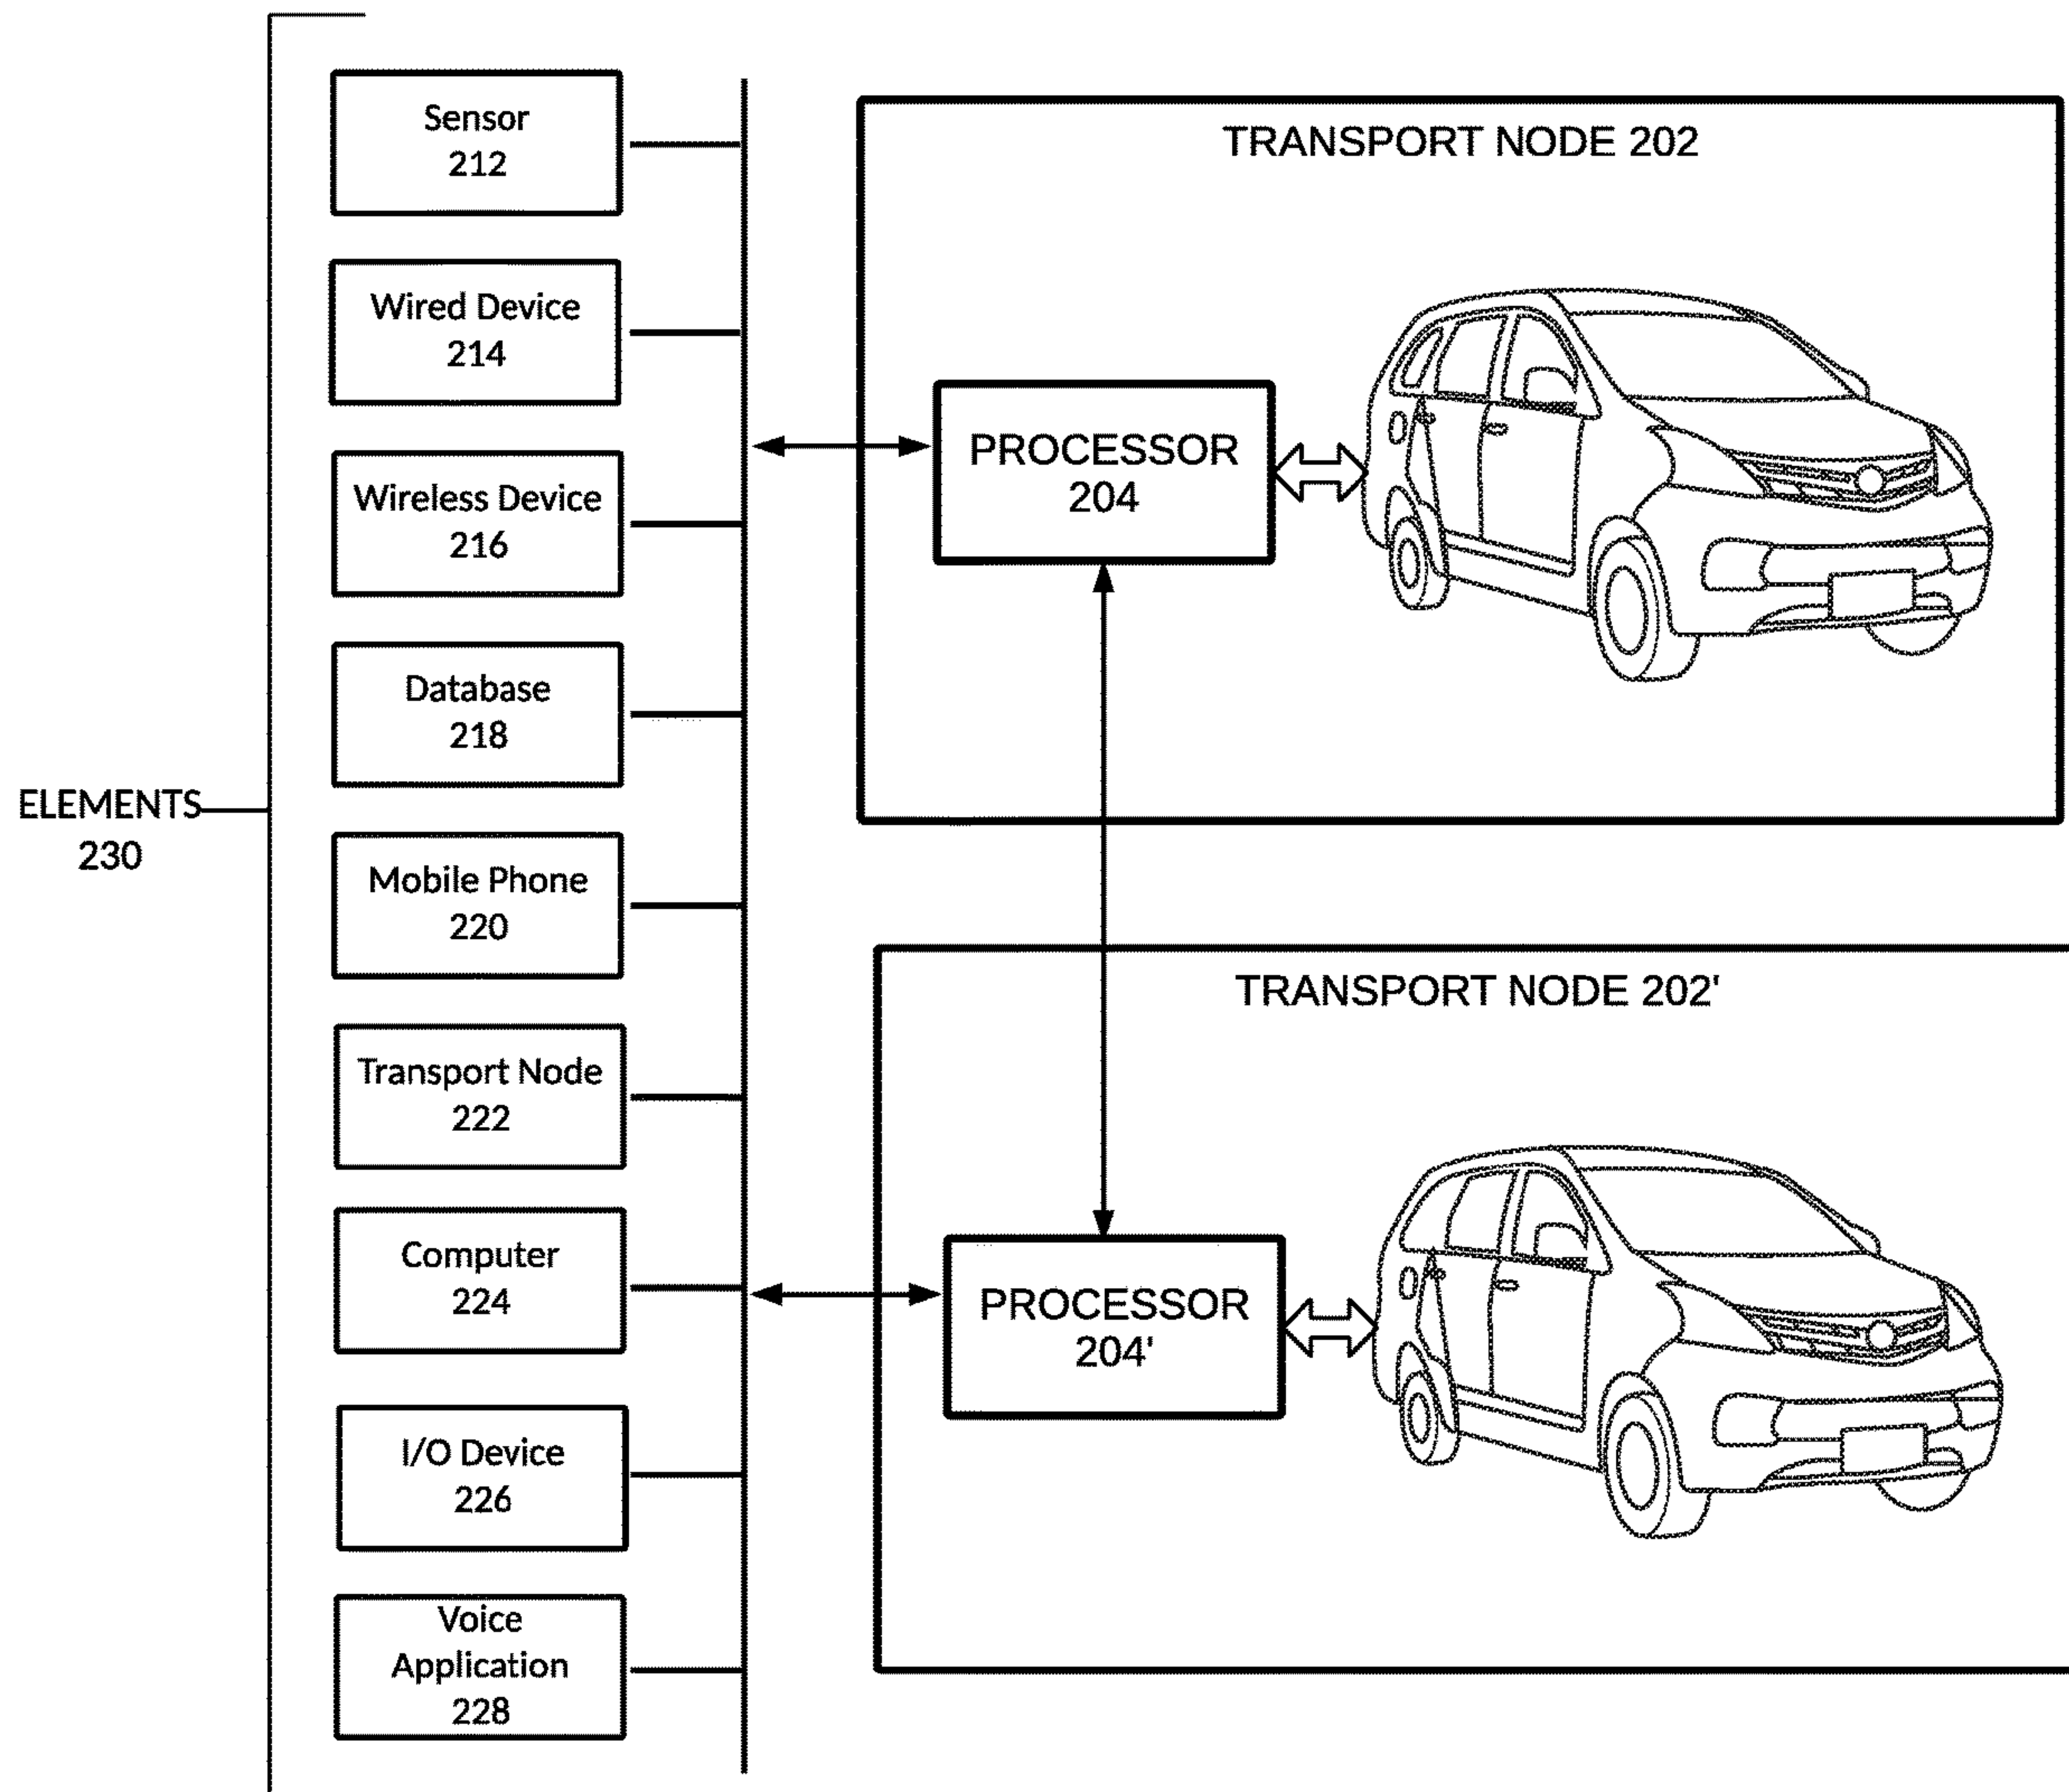 ELEMENTS
230
Sensor
212
Wired Device
214
Wireless Device
216
Database
218
Mobile Phone
220
Transport Node
222
Computer
224
I/O Device
226
Voice
Application
228
TRANSPORT NODE 202
PROCESSOR
204
TRANSPORT NODE 202'
PROCESSOR
204'